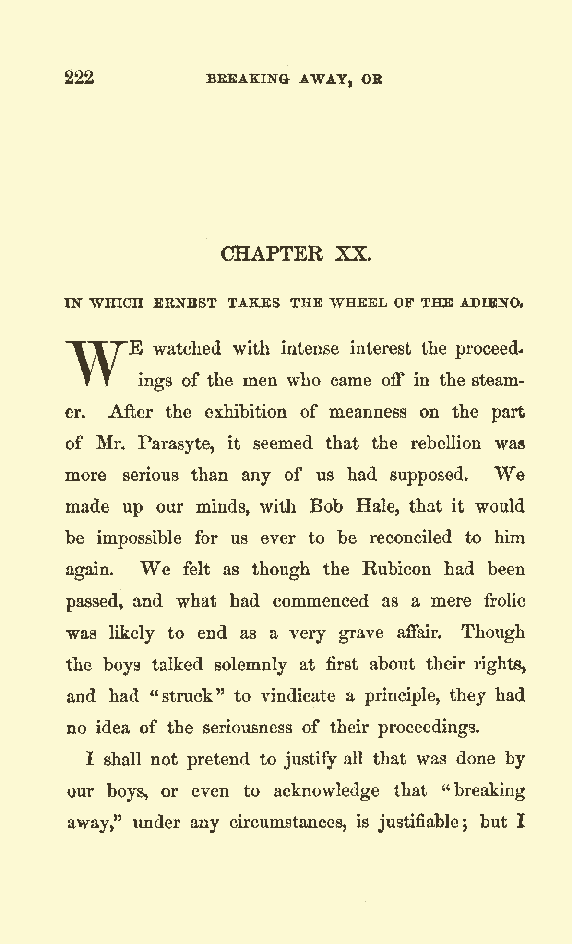 222 BREAKING AWAY, OR
CHAPTER XX.
IN WHICH ERNEST TAKES THE WHEEL OF THE ADIENO.
WE watched with intense interest the proceed-
ings of the men who came off in the steam-
er. After the exhibition of meanness on the part
of Mr. Parasyte, it seemed that the rebellion was
more serious than any of us had supposed. We
made up our minds, with Bob Hale, that it would
be impossible for us ever to be reconciled to him
again. We felt as though the Rubicon had been
passed, and what had commenced as a mere frolic
was likely to end as a very grave affair. Though
the boys talked solemnly at first about their rights,
and had "struck" to vindicate a principle, they had
no idea of the seriousness of their proceedings.
I shall not pretend to justify all that was done by
our boys, or even to acknowledge that "breaking
away," under any circumstances, is justifiable; but I